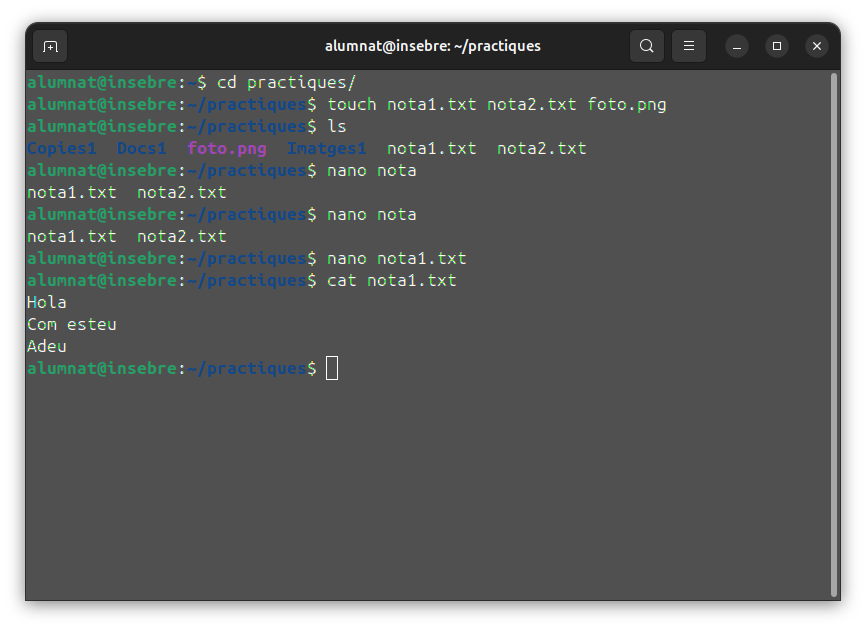 alumnat@insebre: ~/practiques
alumnat@insebre:~$ cd practiques/
alumnat@insebre:~/practiques$ touch nota1.txt nota2.txt foto.png
alumnat@insebre:~/practiques$ ls
Copies1  Docs1  foto.png  Imatges1  nota1.txt  nota2.txt
alumnat@insebre:~/practiques$ nano nota
nota1.txt  nota2.txt
alumnat@insebre:~/practiques$ nano nota
nota1.txt  nota2.txt
alumnat@insebre:~/practiques$ nano nota1.txt
alumnat@insebre:~/practiques$ cat nota1.txt
Hola
Com esteu
Adeu
alumnat@insebre:~/practiques$